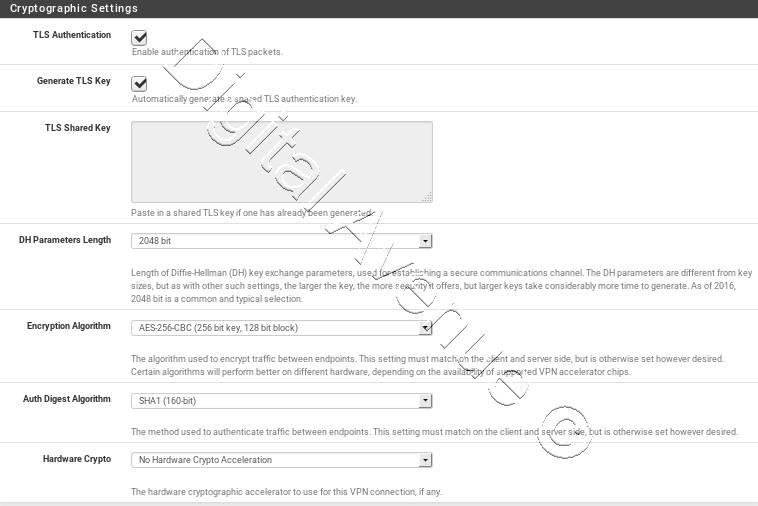 Cryptographic Settings
TLS Authentication
Enable authentication of TLS packets.
Generate TLS Key
Automatically generate a shared TLS authentication key.
TLS Shared Key
Paste in a shared TLS key if one has already been generated.
DH Parameters Length
2048 bit
Length of Diffie-Hellman (DH) key exchange parameters, used for establishing a secure communications channel. The DH parameters are different from key
sizes, but as with other such settings, the larger the key, the more security it offers, but larger keys take considerably more time to generate. As of 2016,
2048 bit is a common and typical selection.
Encryption Algorithm
AES-256-CBC (256 bit key, 128 bit block)
The algorithm used to encrypt traffic between endpoints. This setting must match on the client and server side, but is otherwise set however desired.
Certain algorithms will perform better on different hardware, depending on the availability of supported VPN accelerator chips.
Auth Digest Algorithm
SHA1 (160-bit)
The method used to authenticate traffic between endpoints. This setting must match on the client and server side, but is otherwise set however desired.
Hardware Crypto
No Hardware Crypto Acceleration
The hardware cryptographic accelerator to use for this VPN connection, if any.
Digital Avenue ©